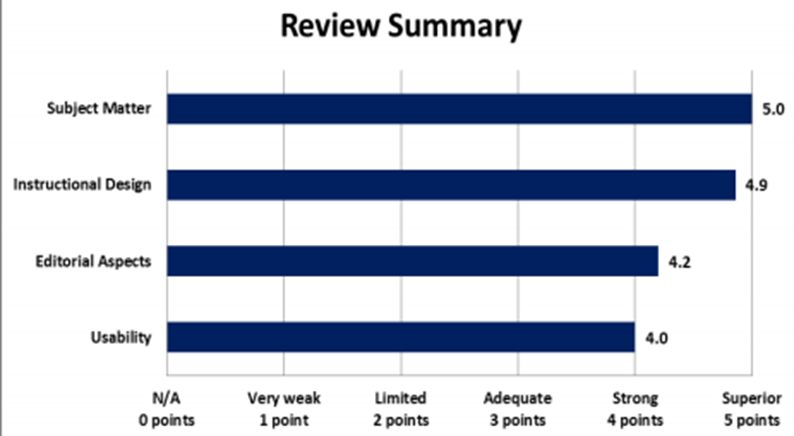 Review Summary
Subject Matter 5.0
Instructional Design 4.9
Editorial Aspects 4.2
Usability 4.0
N/A Very weak Limited Adequate Strong Superior
0 points 1 point 2 points 3 points 4 points 5 points